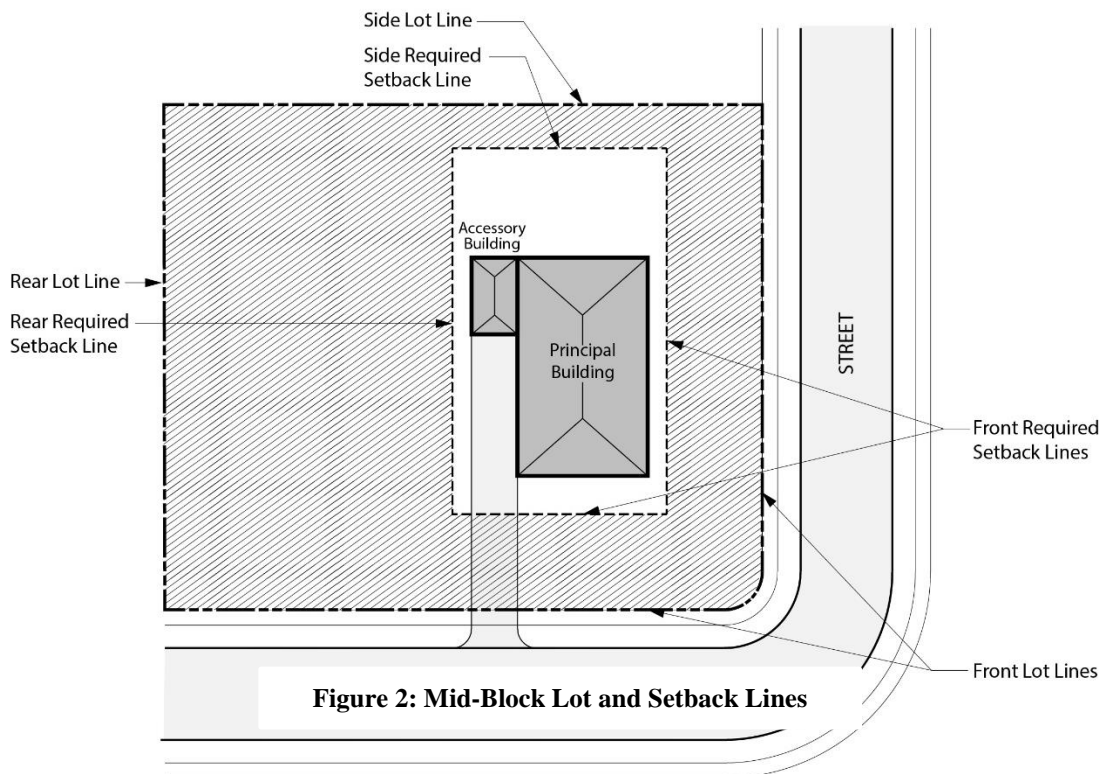 Side Lot Line
Side Required
Setback Line
Accessory
Building
Rear Lot Line
Rear Required
Setback Line
Principal
Building
STREET
Front Required
Setback Lines
Front Lot Lines
Figure 2: Mid-Block Lot and Setback Lines